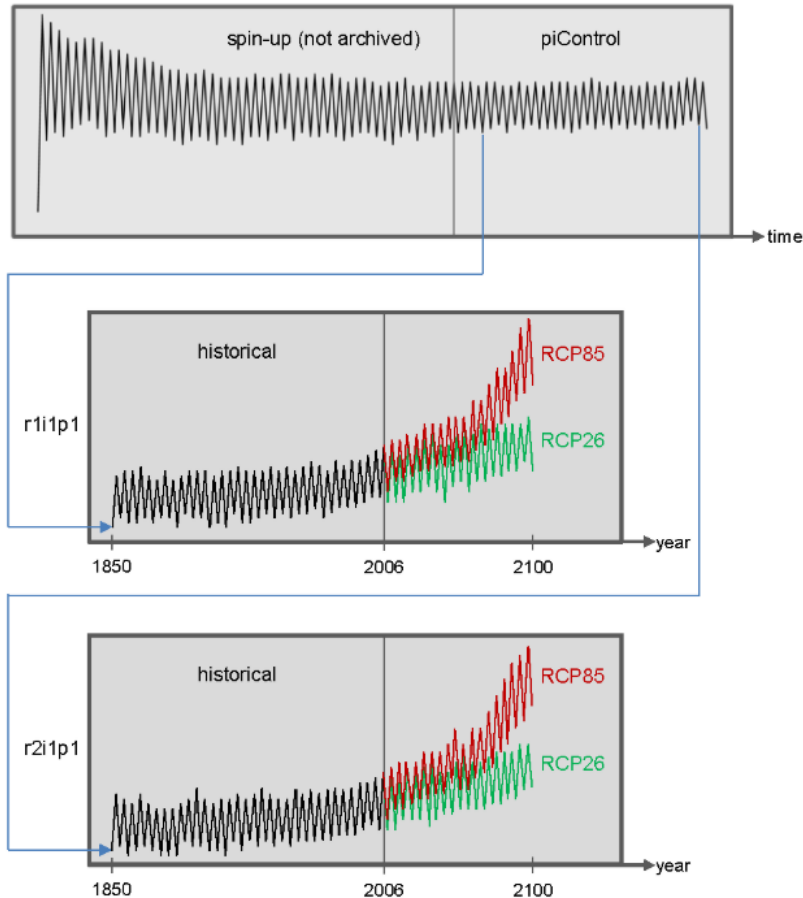 spin-up (not archived)
piControl
time
historical
RCP85
r1i1p1
RCP26
year
1850
2006
2100
historical
RCP85
r2i1p1
RCP26
year
1850
2006
2100